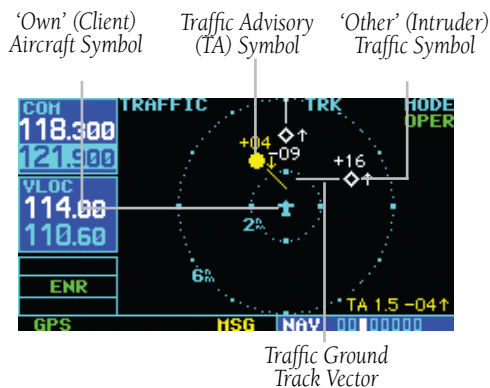 'Own' (Client)
Aircraft Symbol
Traffic Advisory
(TA) Symbol
'Other' (Intruder)
Traffic Symbol
COM
118.300
121.900
VLOC
114.00
110.60
ENR
GPS
TRAFFIC
TRK
MODE
OPER
+04
-09
+16
2nm
6nm
TA 1.5 -04↑
MSG
NAV
Traffic Ground
Track Vector